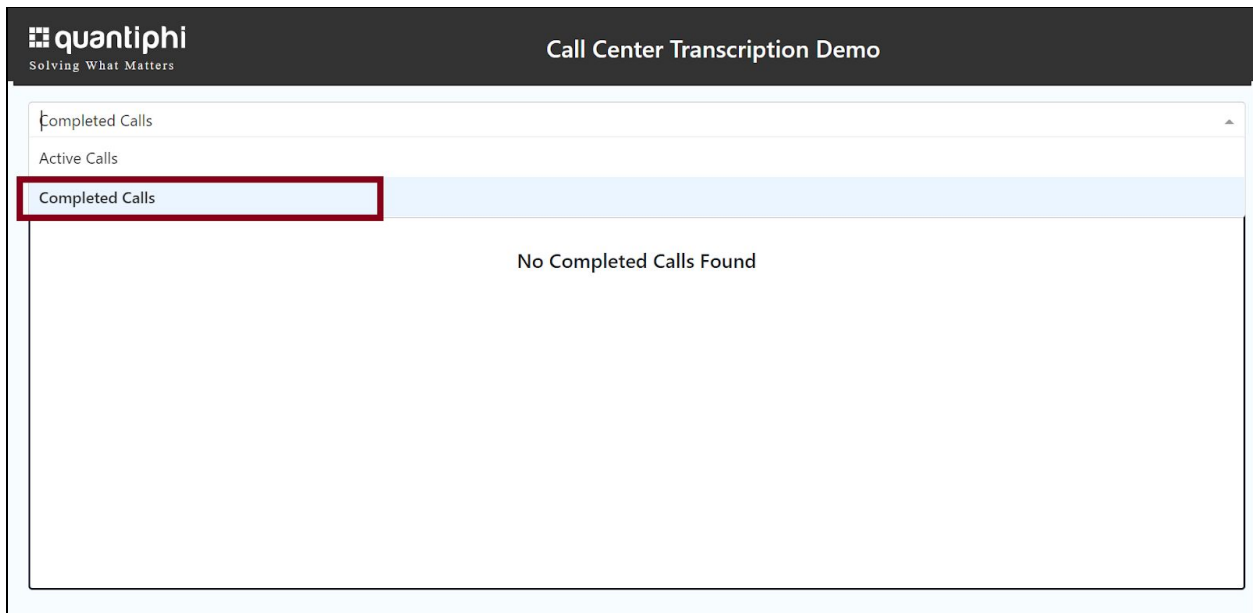 quantiphi
Solving What Matters
Call Center Transcription Demo
Completed Calls
Active Calls
Completed Calls
No Completed Calls Found